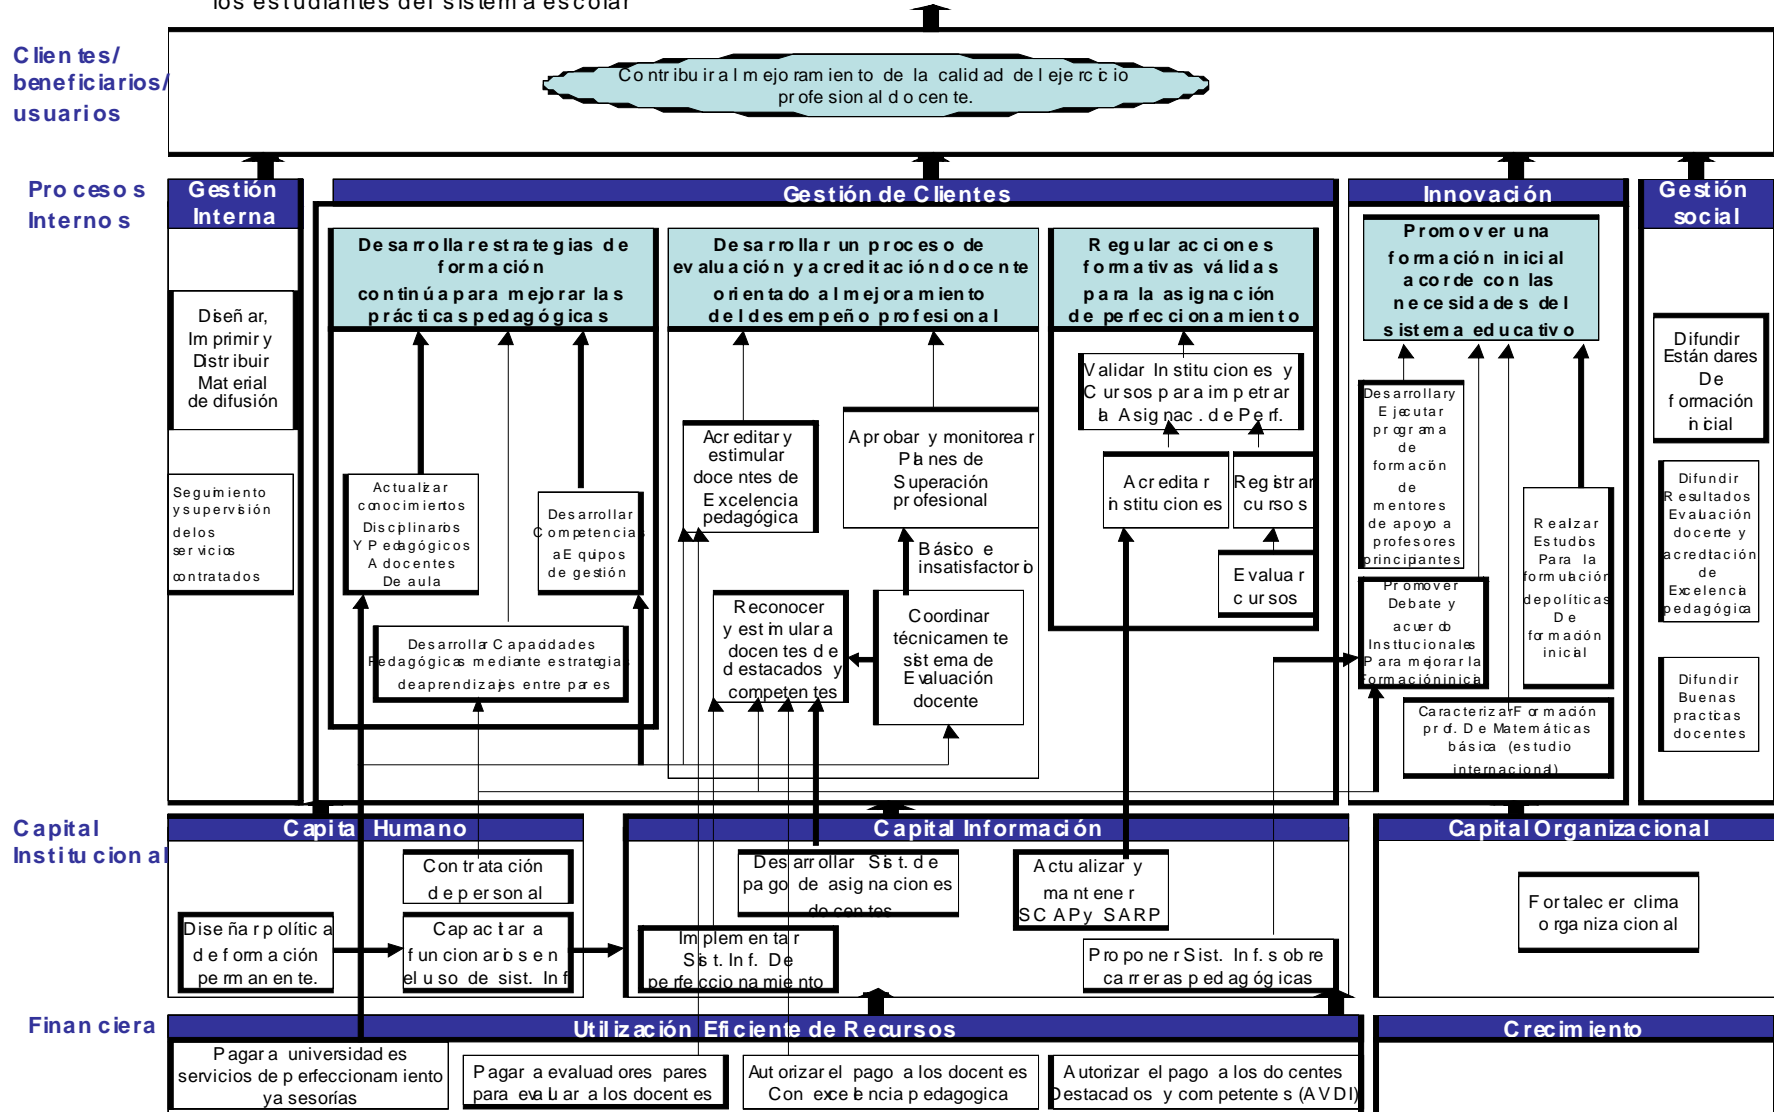 los estudiantes del sistema escolar
Clientes/
beneficiarios/
usuarios
Contribuir al mejoramiento de la calidad del ejercicio
profesional docente.
Procesos
Internos
Gestión
Interna
Gestión de Clientes
Innovación
Gestión
social
Diseñar,
Imprimir y
Distribuir
Material
de difusión
Seguimiento
y supervisión
de los
servicios
contratados
Desarrollar estrategias de
formación
continúa para mejorar las
prácticas pedagógicas
Actualizar
conocimientos
Disciplinarios
Y Pedagógicos
A docentes
De aula
Desarrollar
Competencias
a Equipos
de gestión
Desarrollar Capacidades
Pedagógicas mediante estrategias
de aprendizajes entre pares
Desarrollar un proceso de
evaluación y acreditación docente
orientado al mejoramiento
del desempeño profesional
Acreditar y
estimular
docentes de
Excelencia
pedagógica
Aprobar y monitorear
Planes de
Superación
profesional
Básico e
insatisfactorio
Reconocer
y estimular a
docentes de
destacados y
competentes
Coordinar
técnicamente
sistema de
Evaluación
docente
Regular acciones
formativas válidas
para la asignación
de perfeccionamiento
Validar Instituciones y
Cursos para impetrar
la Asignac. de Perf.
Acreditar
instituciones
Registrar
cursos
Evaluar
cursos
Promover una
formación inicial
acorde con las
necesidades del
sistema educativo
Desarrollar y
Ejecutar
programa
de
formación
de
mentores
de apoyo a
profesores
principiantes
Promover
Debate y
acuerdo
Institucionales
Para mejorar la
Formación inicial
Realizar
Estudios
Para la
formulación
de políticas
De
formación
inicial
Caracterizar Formación
prof. De Matemáticas
básica (estudio
internacional)
Difundir
Estándares
De
formación
inicial
Difundir
Resultados
Evaluación
docente y
acreditación
de
Excelencia
pedagógica
Difundir
Buenas
practicas
docentes
Capital
Institucional
Capital Humano
Capital Información
Capital Organizacional
Contratación
de personal
Diseñar política
de formación
permanente.
Capacitar a
funcionarios en
el uso de sist. Inf
Desarrollar Sist. de
pago de asignaciones
docentes
Implementar
Sist. Inf. De
perfeccionamiento
Actualizar y
mantener
SCAP y SARP
Proponer Sist. Inf. sobre
carreras pedagógicas
Fortalecer clima
organizacional
Financiera
Utilización Eficiente de Recursos
Crecimiento
Pagar a universidades
servicios de perfeccionamiento
y asesorías
Pagar a evaluadores pares
para evaluar a los docentes
Autorizar el pago a los docentes
Con excelencia pedagogica
Autorizar el pago a los docentes
Destacados y competentes (AVDI)